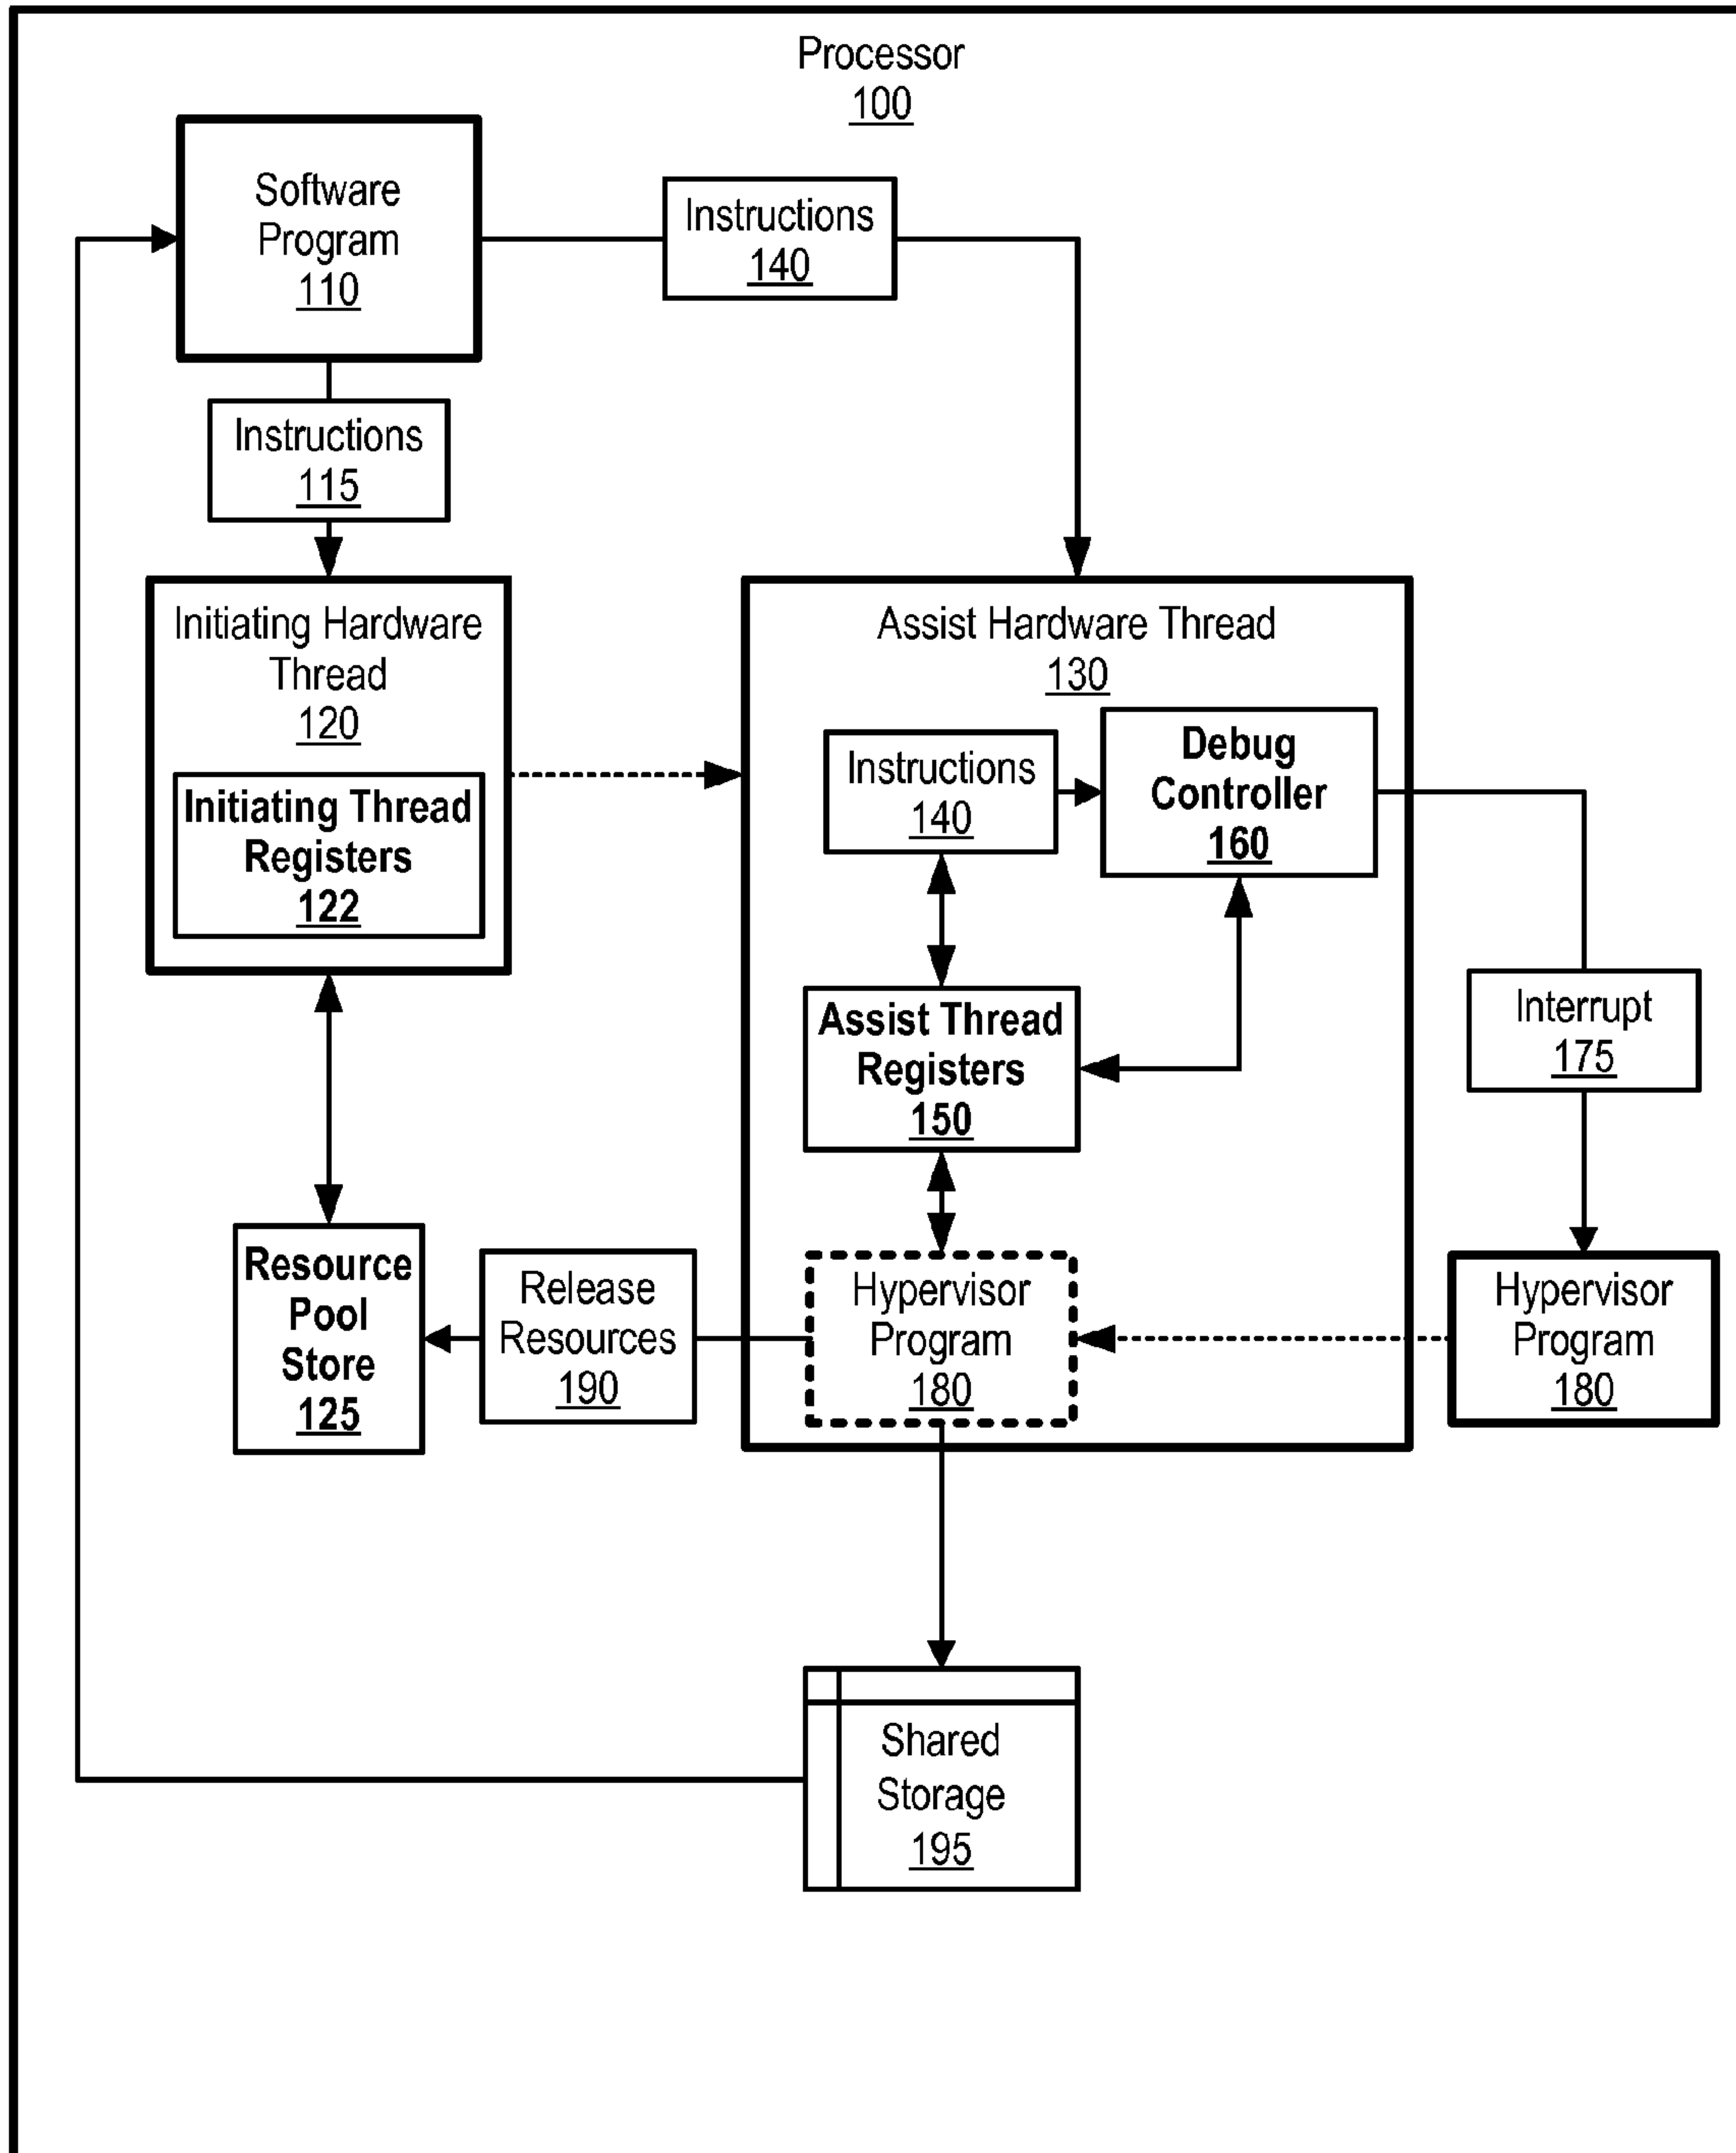 Processor
100
Software
Program
110
Instructions
140
Instructions
115
Initiating Hardware
Thread
120
Initiating Thread
Registers
122
Assist Hardware Thread
130
Instructions
140
Debug
Controller
160
Assist Thread
Registers
150
Interrupt
175
Resource
Pool
Store
125
Release
Resources
190
Hypervisor
Program
180
Hypervisor
Program
180
Shared
Storage
195